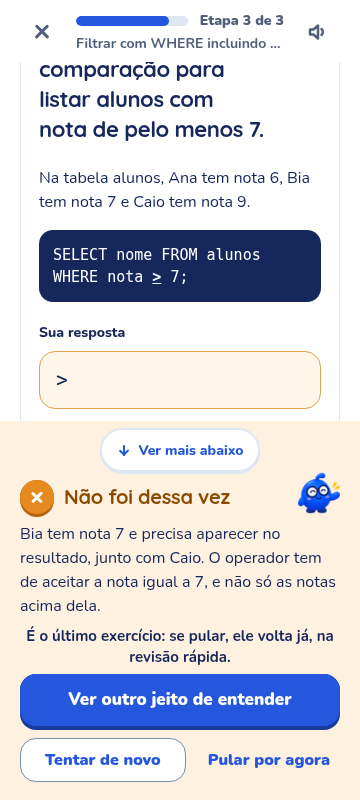 Etapa 3 de 3
Filtrar com WHERE incluindo ...
comparação para
listar alunos com
nota de pelo menos 7.
Na tabela alunos, Ana tem nota 6, Bia
tem nota 7 e Caio tem nota 9.
SELECT nome FROM alunos
WHERE nota > 7;
Sua resposta
>
Ver mais abaixo
Não foi dessa vez
Bia tem nota 7 e precisa aparecer no
resultado, junto com Caio. O operador tem
de aceitar a nota igual a 7, e não só as notas
acima dela.
É o último exercício: se pular, ele volta já, na
revisão rápida.
Ver outro jeito de entender
Tentar de novo
Pular por agora